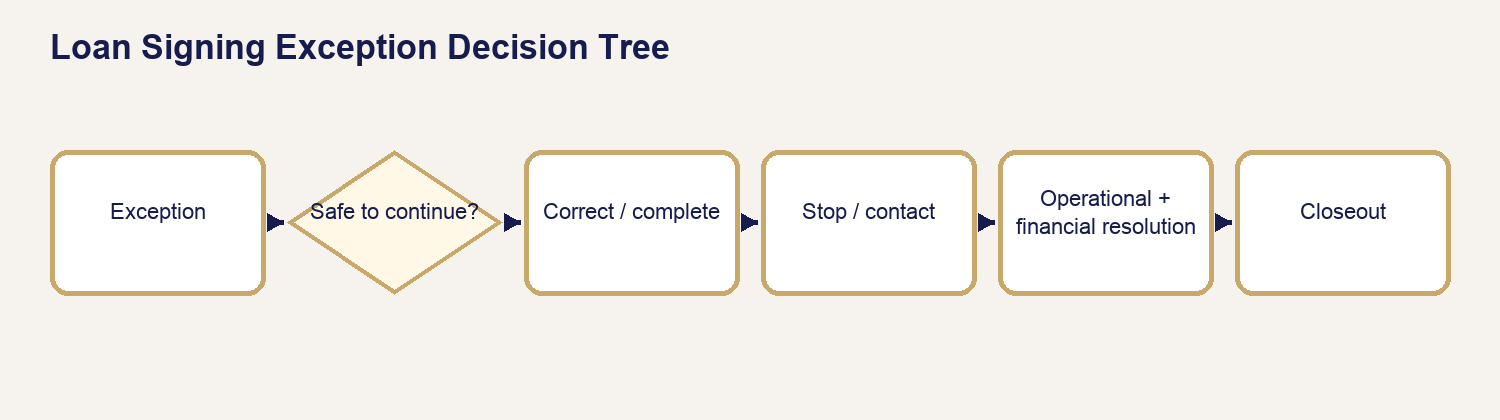 Loan Signing Exception Decision Tree
Exception
Safe to continue?
Correct / complete
Stop / contact
Operational +
financial resolution
Closeout